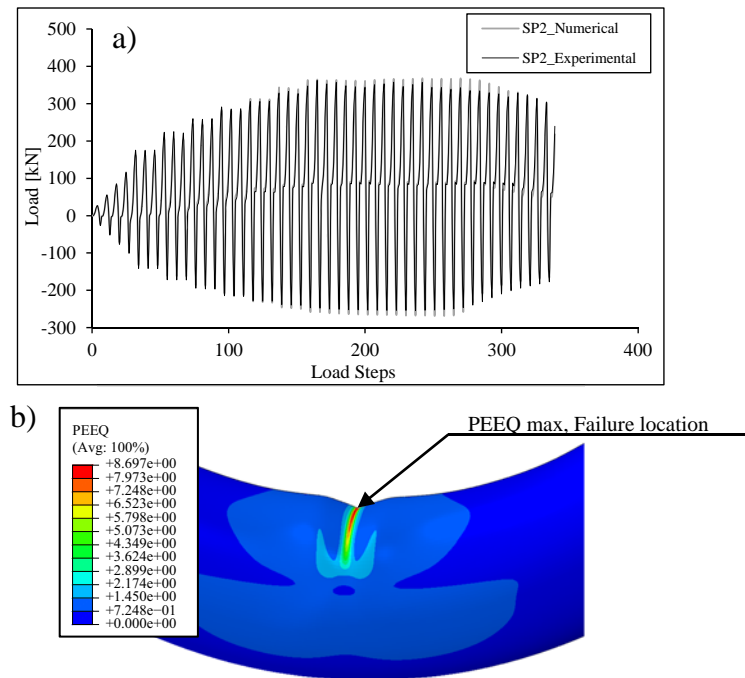 a)
SP2_Numerical
SP2_Experimental
500
400
300
200
100
0
-100
-200
-300
Load [kN]
0
100
200
300
400
Load Steps
b)
PEEQ
(Avg: 100%)
+8.697e+00
+7.973e+00
+7.248e+00
+6.523e+00
+5.798e+00
+5.073e+00
+4.349e+00
+3.624e+00
+2.899e+00
+2.174e+00
+1.450e+00
+7.248e−01
+0.000e+00
PEEQ max, Failure location